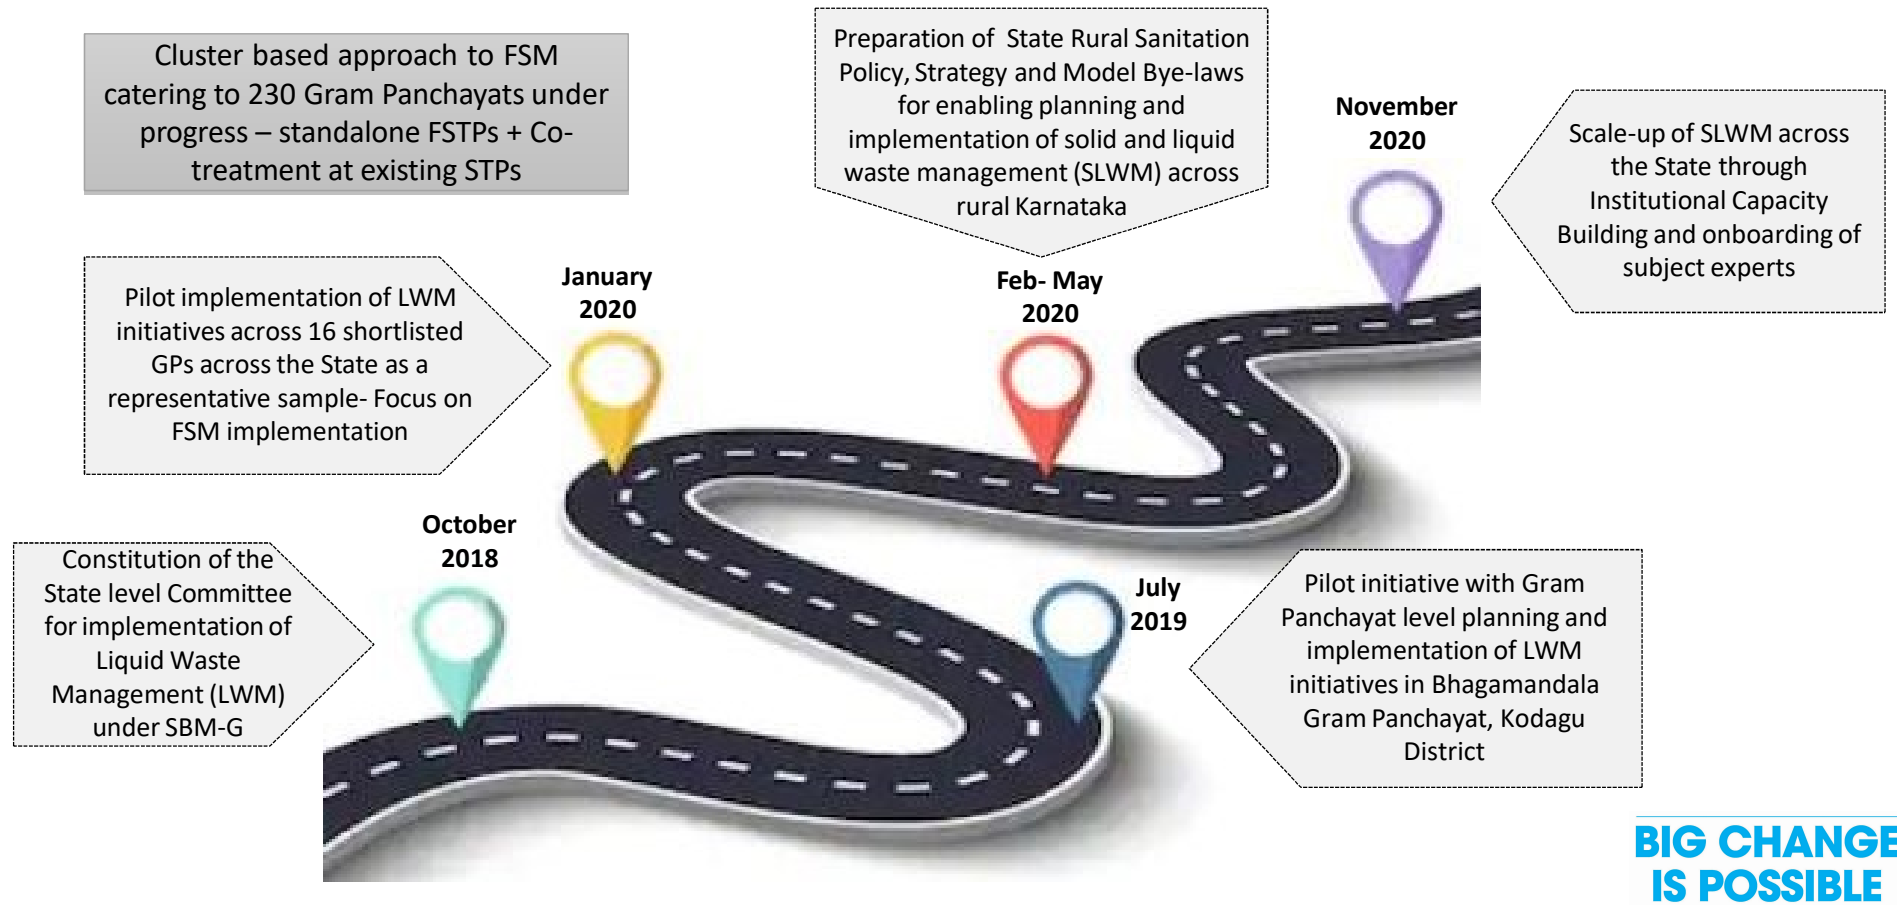 Cluster based approach to FSM
catering to 230 Gram Panchayats under
progress – standalone FSTPs + Co-
treatment at existing STPs
Preparation of State Rural Sanitation
Policy, Strategy and Model Bye-laws
for enabling planning and
implementation of solid and liquid
waste management (SLWM) across
rural Karnataka
November
2020
Scale-up of SLWM across
the State through
Institutional Capacity
Building and onboarding of
subject experts
Pilot implementation of LWM
initiatives across 16 shortlisted
GPs across the State as a
representative sample- Focus on
FSM implementation
January
2020
Feb- May
2020
October
2018
Constitution of the
State level Committee
for implementation of
Liquid Waste
Management (LWM)
under SBM-G
July
2019
Pilot initiative with Gram
Panchayat level planning and
implementation of LWM
initiatives in Bhagamandala
Gram Panchayat, Kodagu
District
BIG CHANGE
IS POSSIBLE